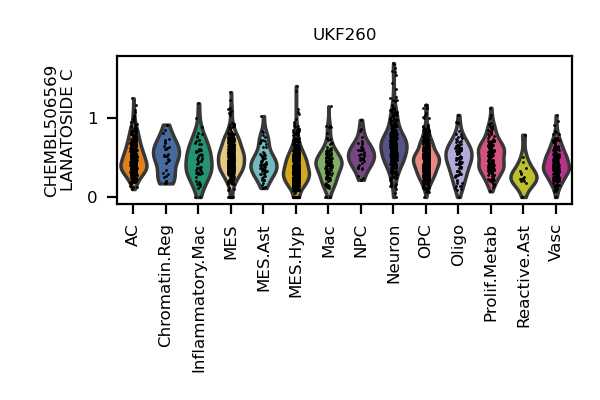 UKF260
CHEMBL506569
LANATOSIDE C
1
0
AC
Chromatin.Reg
Inflammatory.Mac
MES
MES.Ast
MES.Hyp
Mac
NPC
Neuron
OPC
Oligo
Prolif.Metab
Reactive.Ast
Vasc